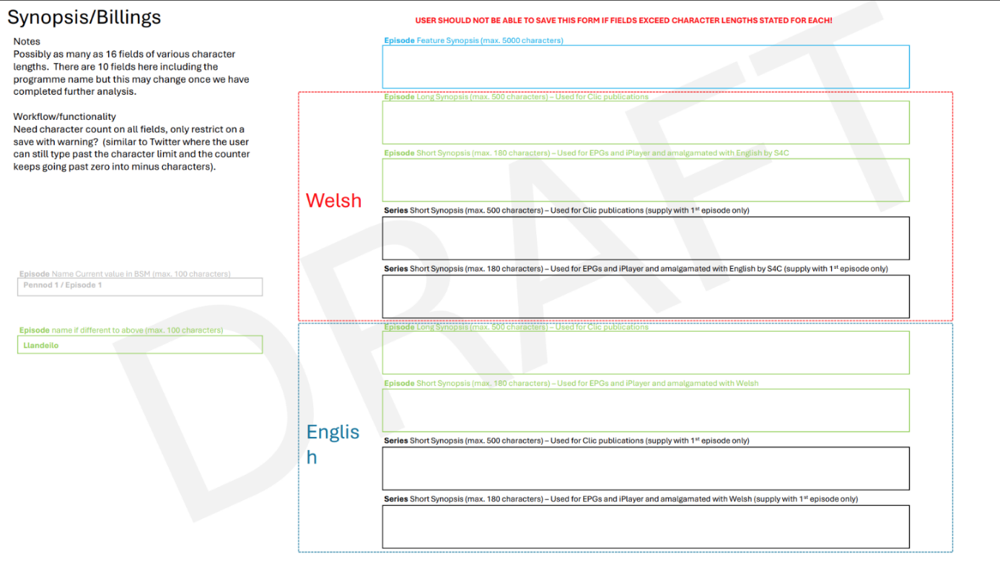 Synopsis/Billings
USER SHOULD NOT BE ABLE TO SAVE THIS FORM IF FIELDS EXCEED CHARACTER LENGTHS STATED FOR EACH!
Notes
Possibly as many as 16 fields of various character
lengths. There are 10 fields here including the
programme name but this may change once we have
completed further analysis.
Workflow/functionality
Need character count on all fields, only restrict on a
save with warning? (similar to Twitter where the user
can still type past the character limit and the counter
keeps going past zero into minus characters).
Episode Name Current value in BSM (max. 100 characters)
Pennod 1 / Episode 1
Episode name if different to above (max. 100 characters)
Llandeilo
Episode Feature Synopsis (max. 5000 characters)
Welsh
Episode Long Synopsis (max. 500 characters) – Used for Clic publications
Episode Short Synopsis (max. 180 characters) – Used for EPGs and iPlayer and amalgamated with English by S4C
Series Short Synopsis (max. 500 characters) – Used for Clic publications (supply with 1st episode only)
Series Short Synopsis (max. 180 characters) – Used for EPGs and iPlayer and amalgamated with English by S4C (supply with 1st episode only)
Englis
h
Episode Long Synopsis (max. 500 characters) – Used for Clic publications
Episode Short Synopsis (max. 180 characters) – Used for EPGs and iPlayer and amalgamated with Welsh
Series Short Synopsis (max. 500 characters) – Used for Clic publications (supply with 1st episode only)
Series Short Synopsis (max. 180 characters) – Used for EPGs and iPlayer and amalgamated with Welsh (supply with 1st episode only)
DRAFT